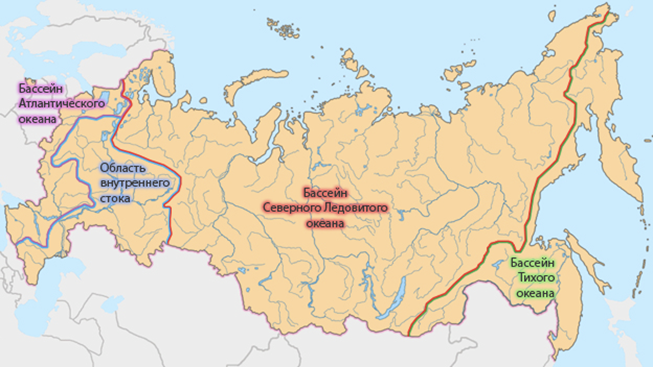 Бассейн
Атлантического
океана
Область
внутреннего
стока
Бассейн
Северного Ледовитого
океана
Бассейн
Тихого
океана